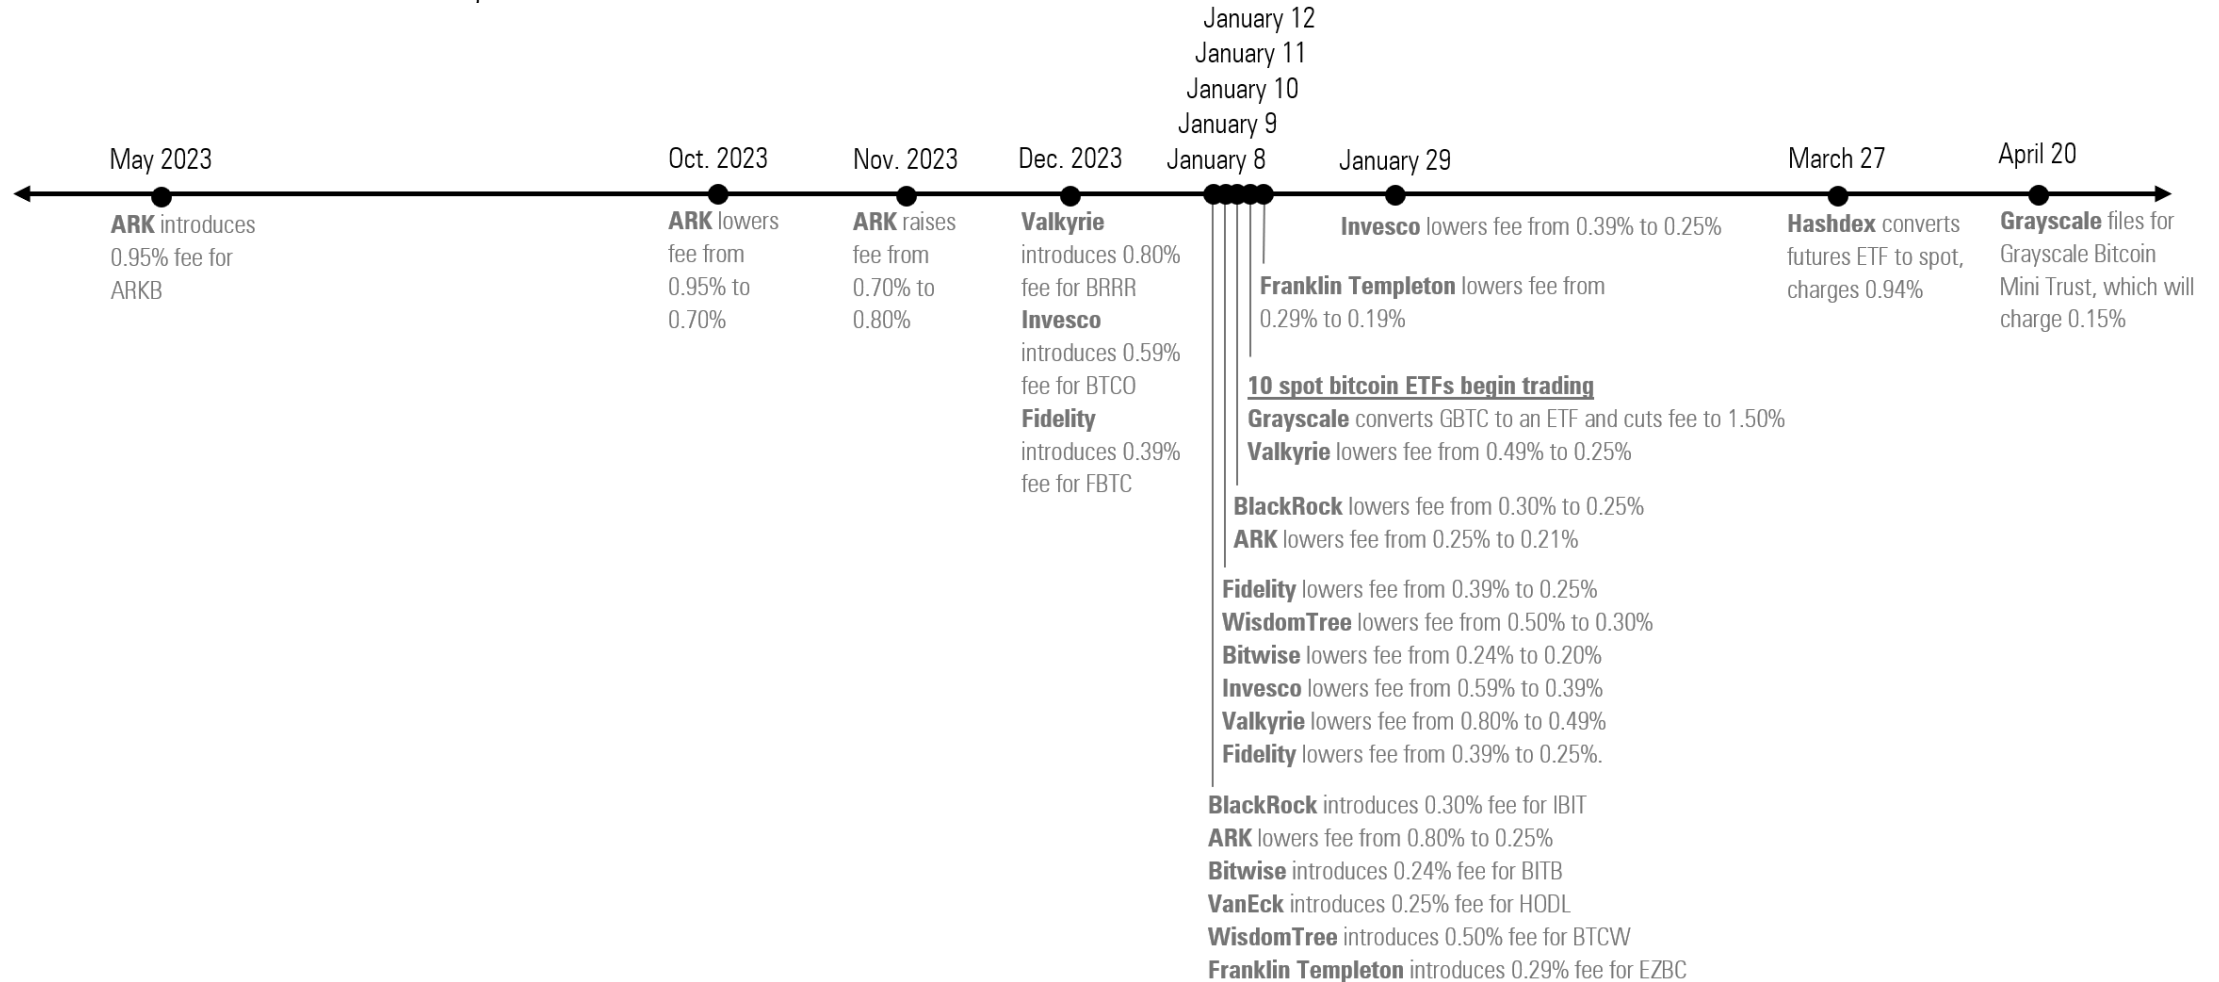 January 12
January 11
January 10
January 9
May 2023
Oct. 2023
Nov. 2023
Dec. 2023
January 8
January 29
March 27
April 20
ARK introduces
0.95% fee for
ARKB
ARK lowers
fee from
0.95% to
0.70%
ARK raises
fee from
0.70% to
0.80%
Valkyrie
introduces 0.80%
fee for BRRR
Invesco
introduces 0.59%
fee for BTCO
Fidelity
introduces 0.39%
fee for FBTC
Invesco lowers fee from 0.39% to 0.25%
Franklin Templeton lowers fee from
0.29% to 0.19%
10 spot bitcoin ETFs begin trading
Grayscale converts GBTC to an ETF and cuts fee to 1.50%
Valkyrie lowers fee from 0.49% to 0.25%
BlackRock lowers fee from 0.30% to 0.25%
ARK lowers fee from 0.25% to 0.21%
Fidelity lowers fee from 0.39% to 0.25%
WisdomTree lowers fee from 0.50% to 0.30%
Bitwise lowers fee from 0.24% to 0.20%
Invesco lowers fee from 0.59% to 0.39%
Valkyrie lowers fee from 0.80% to 0.49%
Fidelity lowers fee from 0.39% to 0.25%.
BlackRock introduces 0.30% fee for IBIT
ARK lowers fee from 0.80% to 0.25%
Bitwise introduces 0.24% fee for BITB
VanEck introduces 0.25% fee for HODL
WisdomTree introduces 0.50% fee for BTCW
Franklin Templeton introduces 0.29% fee for EZBC
Hashdex converts
futures ETF to spot,
charges 0.94%
Grayscale files for
Grayscale Bitcoin
Mini Trust, which will
charge 0.15%